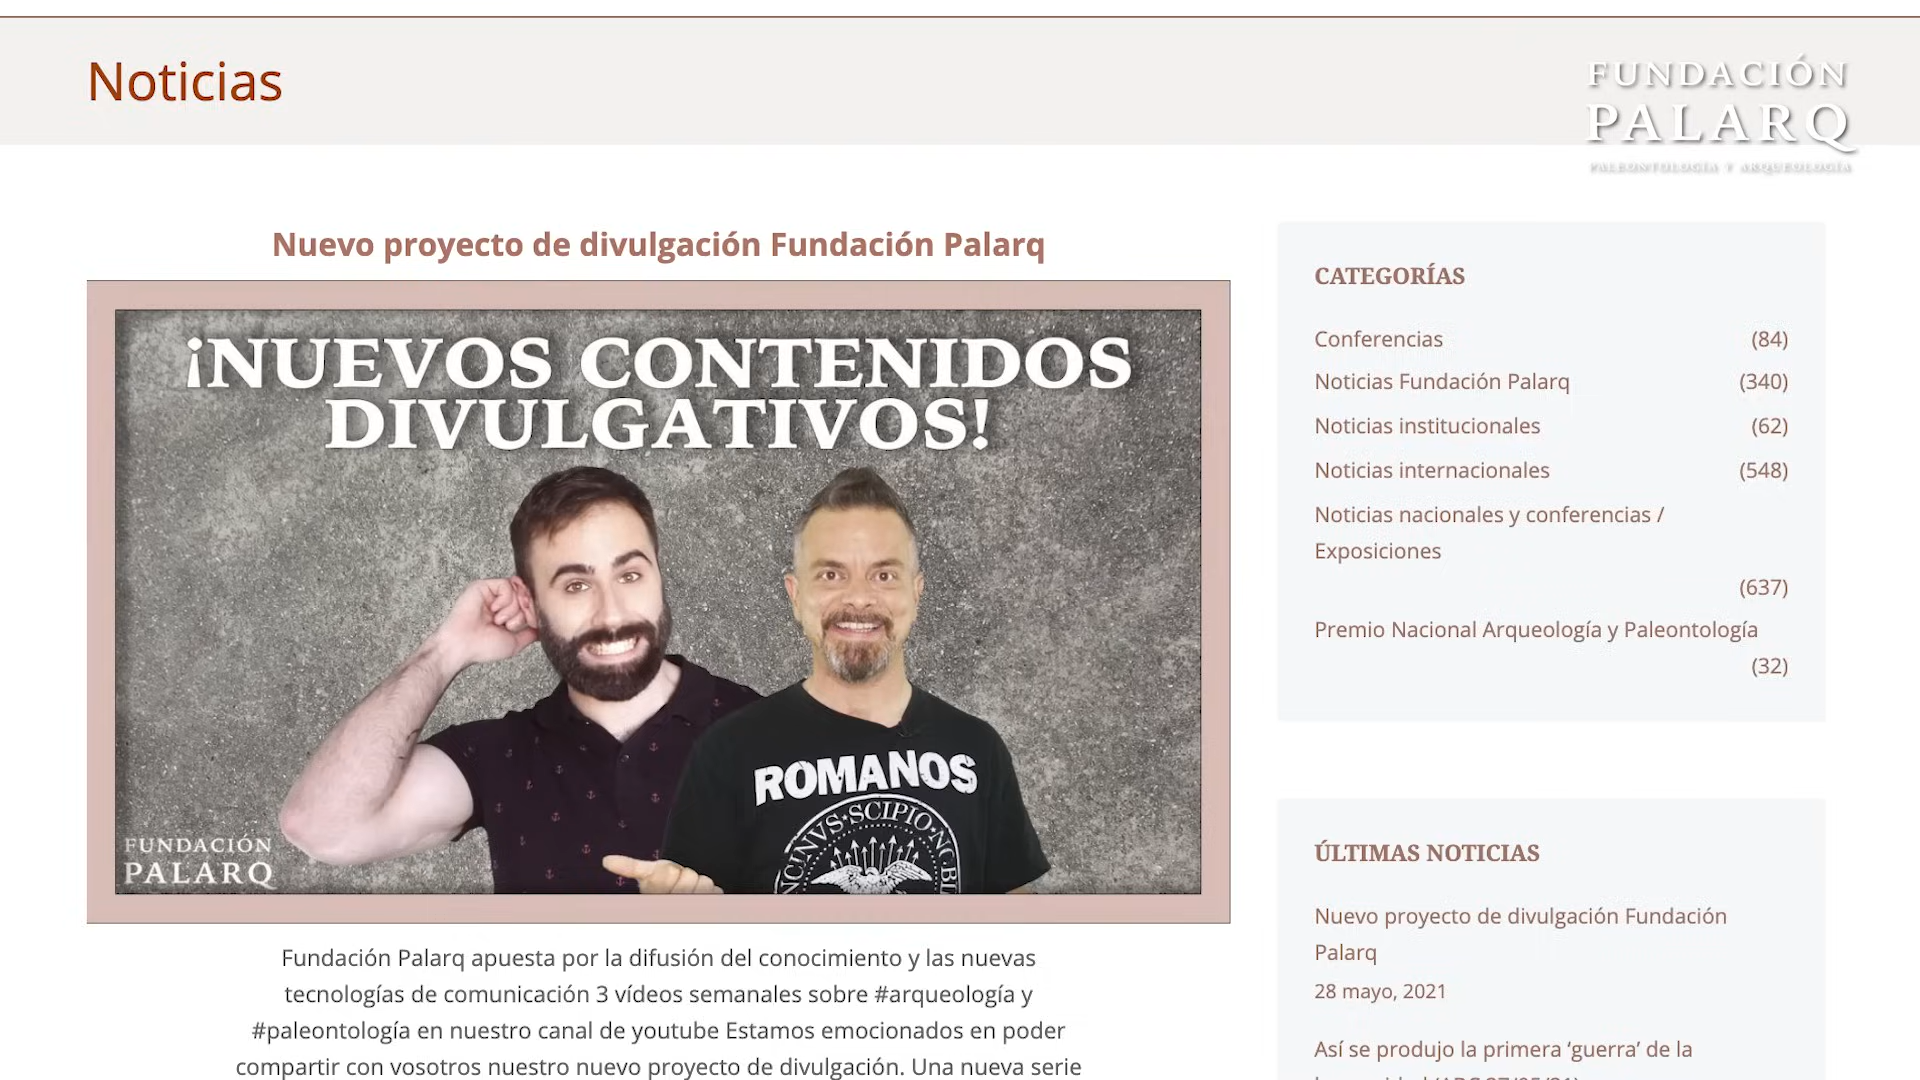 Noticias
FUNDACIÓN
PALARQ
PALEONTOLOGÍA Y ARQUEOLOGÍA
Nuevo proyecto de divulgación Fundación Palarq
¡NUEVOS CONTENIDOS
DIVULGATIVOS!
ROMANOS
SCIPIO
FUNDACIÓN
PALARQ
Fundación Palarq apuesta por la difusión del conocimiento y las nuevas
tecnologías de comunicación 3 vídeos semanales sobre #arqueología y
#paleontología en nuestro canal de youtube Estamos emocionados en poder
compartir con vosotros nuestro nuevo proyecto de divulgación. Una nueva serie
CATEGORÍAS
Conferencias (84)
Noticias Fundación Palarq (340)
Noticias institucionales (62)
Noticias internacionales (548)
Noticias nacionales y conferencias /
Exposiciones
(637)
Premio Nacional Arqueología y Paleontología
(32)
ÚLTIMAS NOTICIAS
Nuevo proyecto de divulgación Fundación
Palarq
28 mayo, 2021
Así se produjo la primera ‘guerra’ de la